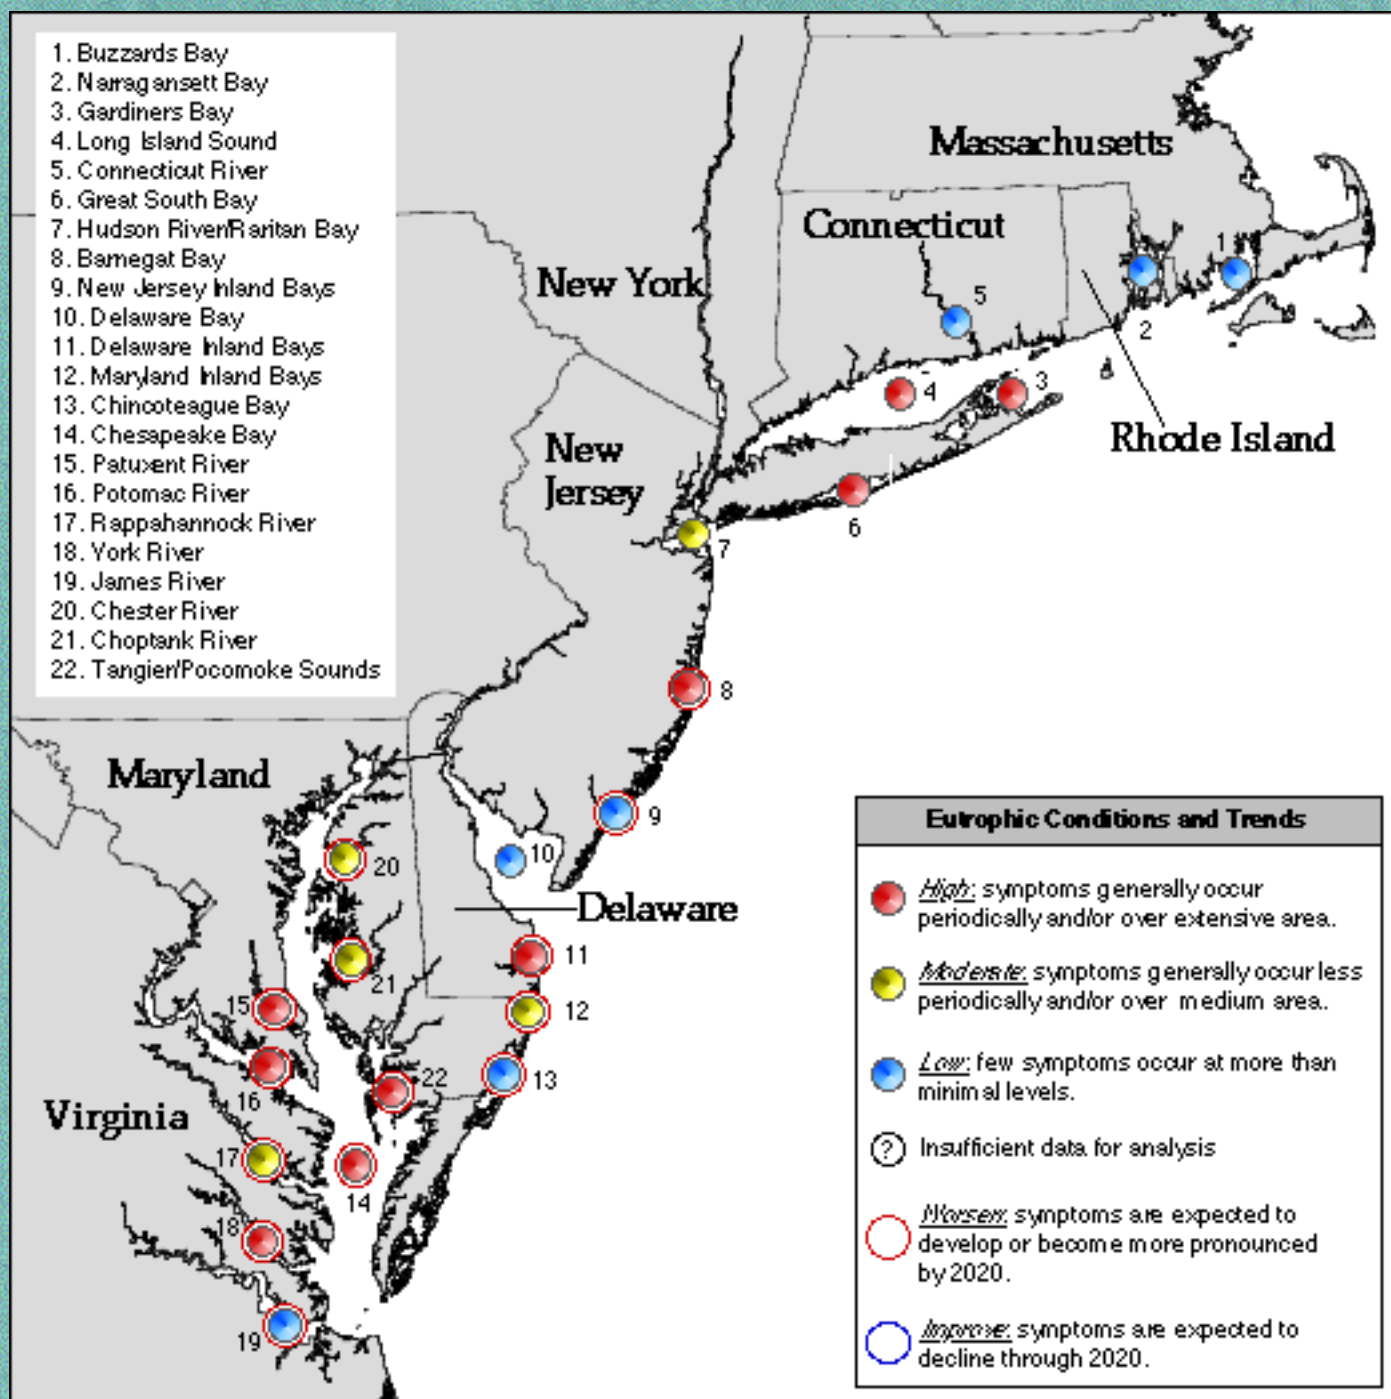 1. Buzzards Bay
2. Narragansett Bay
3. Gardiners Bay
4. Long Island Sound
5. Connecticut River
6. Great South Bay
7. Hudson River/Raritan Bay
8. Barnegat Bay
9. New Jersey Inland Bays
10. Delaware Bay
11. Delaware Inland Bays
12. Maryland Inland Bays
13. Chincoteague Bay
14. Chesapeake Bay
15. Patuxent River
16. Potomac River
17. Rappahannock River
18. York River
19. James River
20. Chester River
21. Choptank River
22. Tangier/Pocomoke Sounds
Massachusetts
Connecticut
1
New York
5
2
4
3
Rhode Island
New
Jersey
6
7
8
Maryland
9
10
20
Delaware
11
21
15
12
22
13
16
Virginia
17
14
18
19
Eutrophic Conditions and Trends
High: symptoms generally occur
periodically and/or over extensive area..
Moderate: symptoms generally occur less
periodically and/or over medium area..
Low: few symptoms occur at more than
minimal levels.
? Insufficient data for analysis
Worsen: symptoms are expected to
develop or become more pronounced
by 2020.
Improve: symptoms are expected to
decline through 2020.